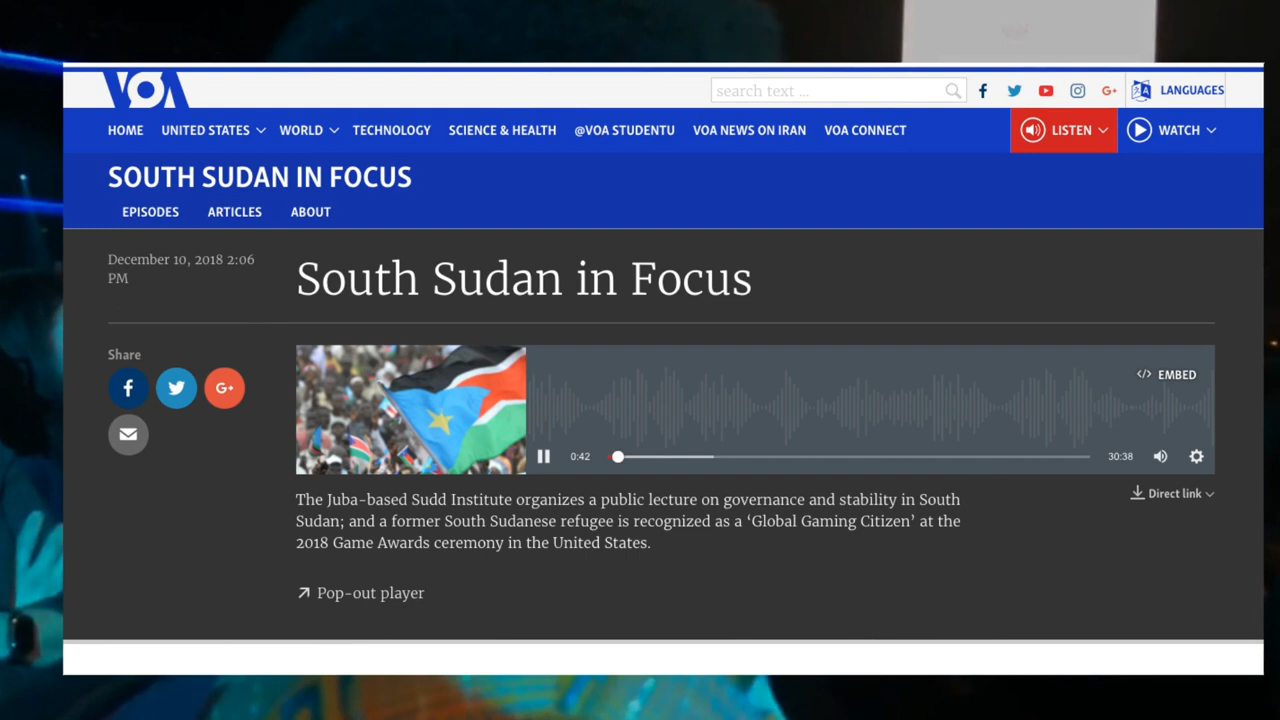 VOA
search text ...
G+
LANGUAGES
HOME UNITED STATES WORLD TECHNOLOGY SCIENCE & HEALTH @VOA STUDENTU VOA NEWS ON IRAN VOA CONNECT LISTEN WATCH
SOUTH SUDAN IN FOCUS
EPISODES ARTICLES ABOUT
December 10, 2018 2:06
PM
South Sudan in Focus
Share
G+
</> EMBED
0:42
30:38
The Juba-based Sudd Institute organizes a public lecture on governance and stability in South
Sudan; and a former South Sudanese refugee is recognized as a ‘Global Gaming Citizen’ at the
2018 Game Awards ceremony in the United States.
Direct link
Pop-out player